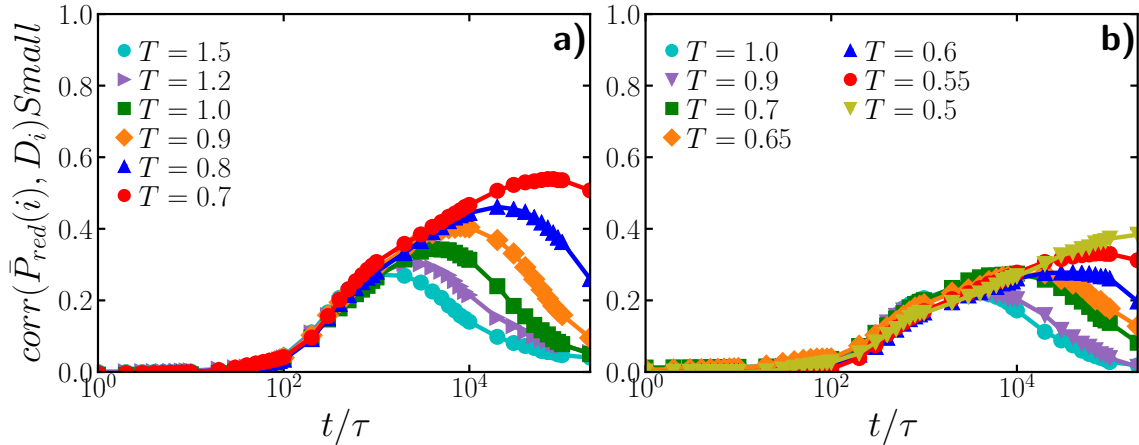 corr(P̄_red(i), D_i)Small
1.0
0.8
0.6
0.4
0.2
0.0
a)
T = 1.5
T = 1.2
T = 1.0
T = 0.9
T = 0.8
T = 0.7
10^0
10^2
10^4
t/τ
1.0
0.8
0.6
0.4
0.2
0.0
b)
T = 1.0
T = 0.9
T = 0.7
T = 0.65
T = 0.6
T = 0.55
T = 0.5
10^0
10^2
10^4
t/τ